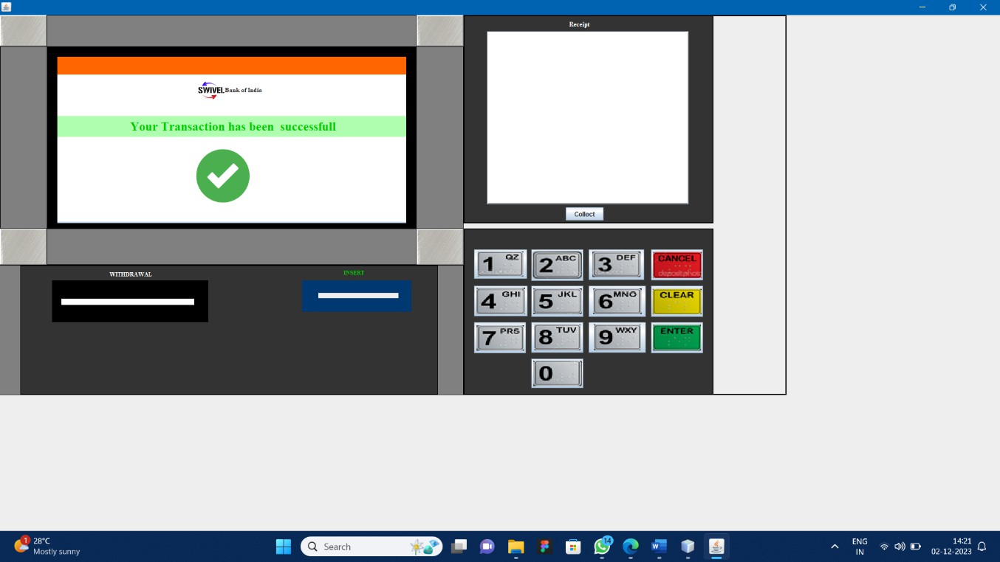 Receipt
SWIVEL Bank of India
Your Transaction has been  successfull
Collect
WITHDRAWAL
INSERT
1 QZ
2 ABC
3 DEF
CANCEL
depositphotos
4 GHI
5 JKL
6 MNO
CLEAR
7 PRS
8 TUV
9 WXY
ENTER
0
1
28°C
Mostly sunny
Search
14
ENG
IN
14:21
02-12-2023